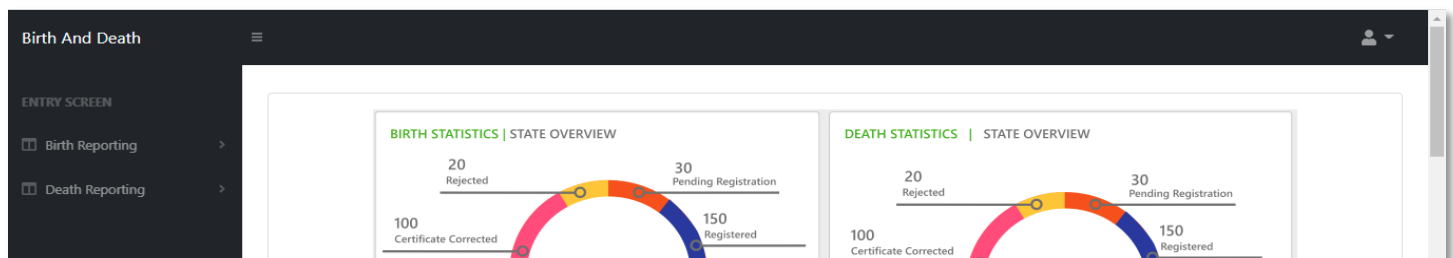 Birth And Death
ENTRY SCREEN
Birth Reporting
Death Reporting
BIRTH STATISTICS | STATE OVERVIEW
20
Rejected
30
Pending Registration
100
Certificate Corrected
150
Registered
DEATH STATISTICS | STATE OVERVIEW
20
Rejected
30
Pending Registration
100
Certificate Corrected
150
Registered